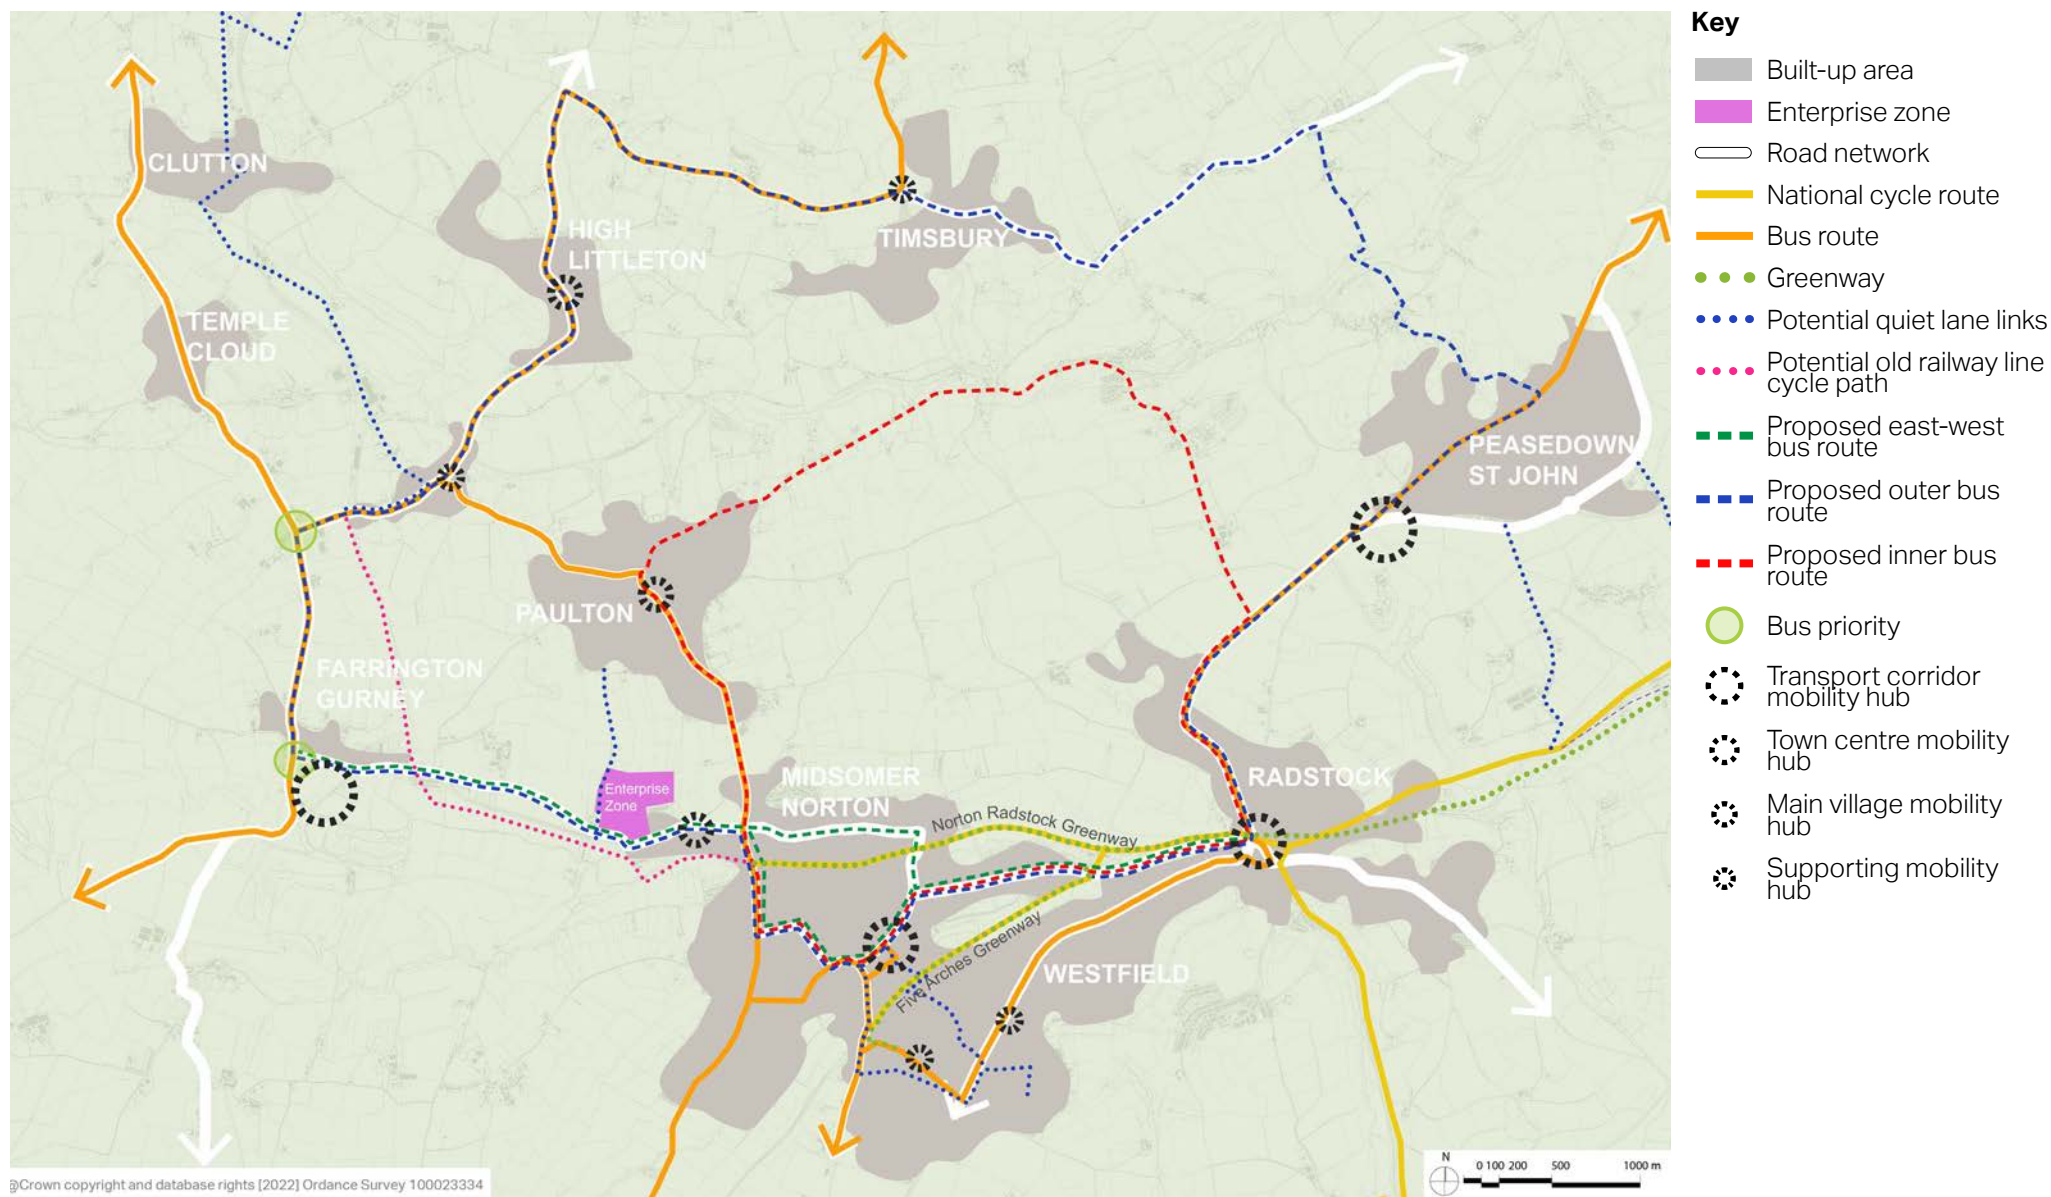 CLUTTON
HIGH
LITTLETON
TIMSBURY
TEMPLE
CLOUD
PEASEDOWN
ST JOHN
PAULTON
FARRINGTON
GURNEY
Enterprise
Zone
MIDSOMER
NORTON
RADSTOCK
Norton Radstock Greenway
Five Arches Greenway
WESTFIELD
@Crown copyright and database rights [2022] Ordance Survey 100023334
N
0 100 200 500 1000 m
Key
Built-up area
Enterprise zone
Road network
National cycle route
Bus route
Greenway
Potential quiet lane links
Potential old railway line
cycle path
Proposed east-west
bus route
Proposed outer bus
route
Proposed inner bus
route
Bus priority
Transport corridor
mobility hub
Town centre mobility
hub
Main village mobility
hub
Supporting mobility
hub